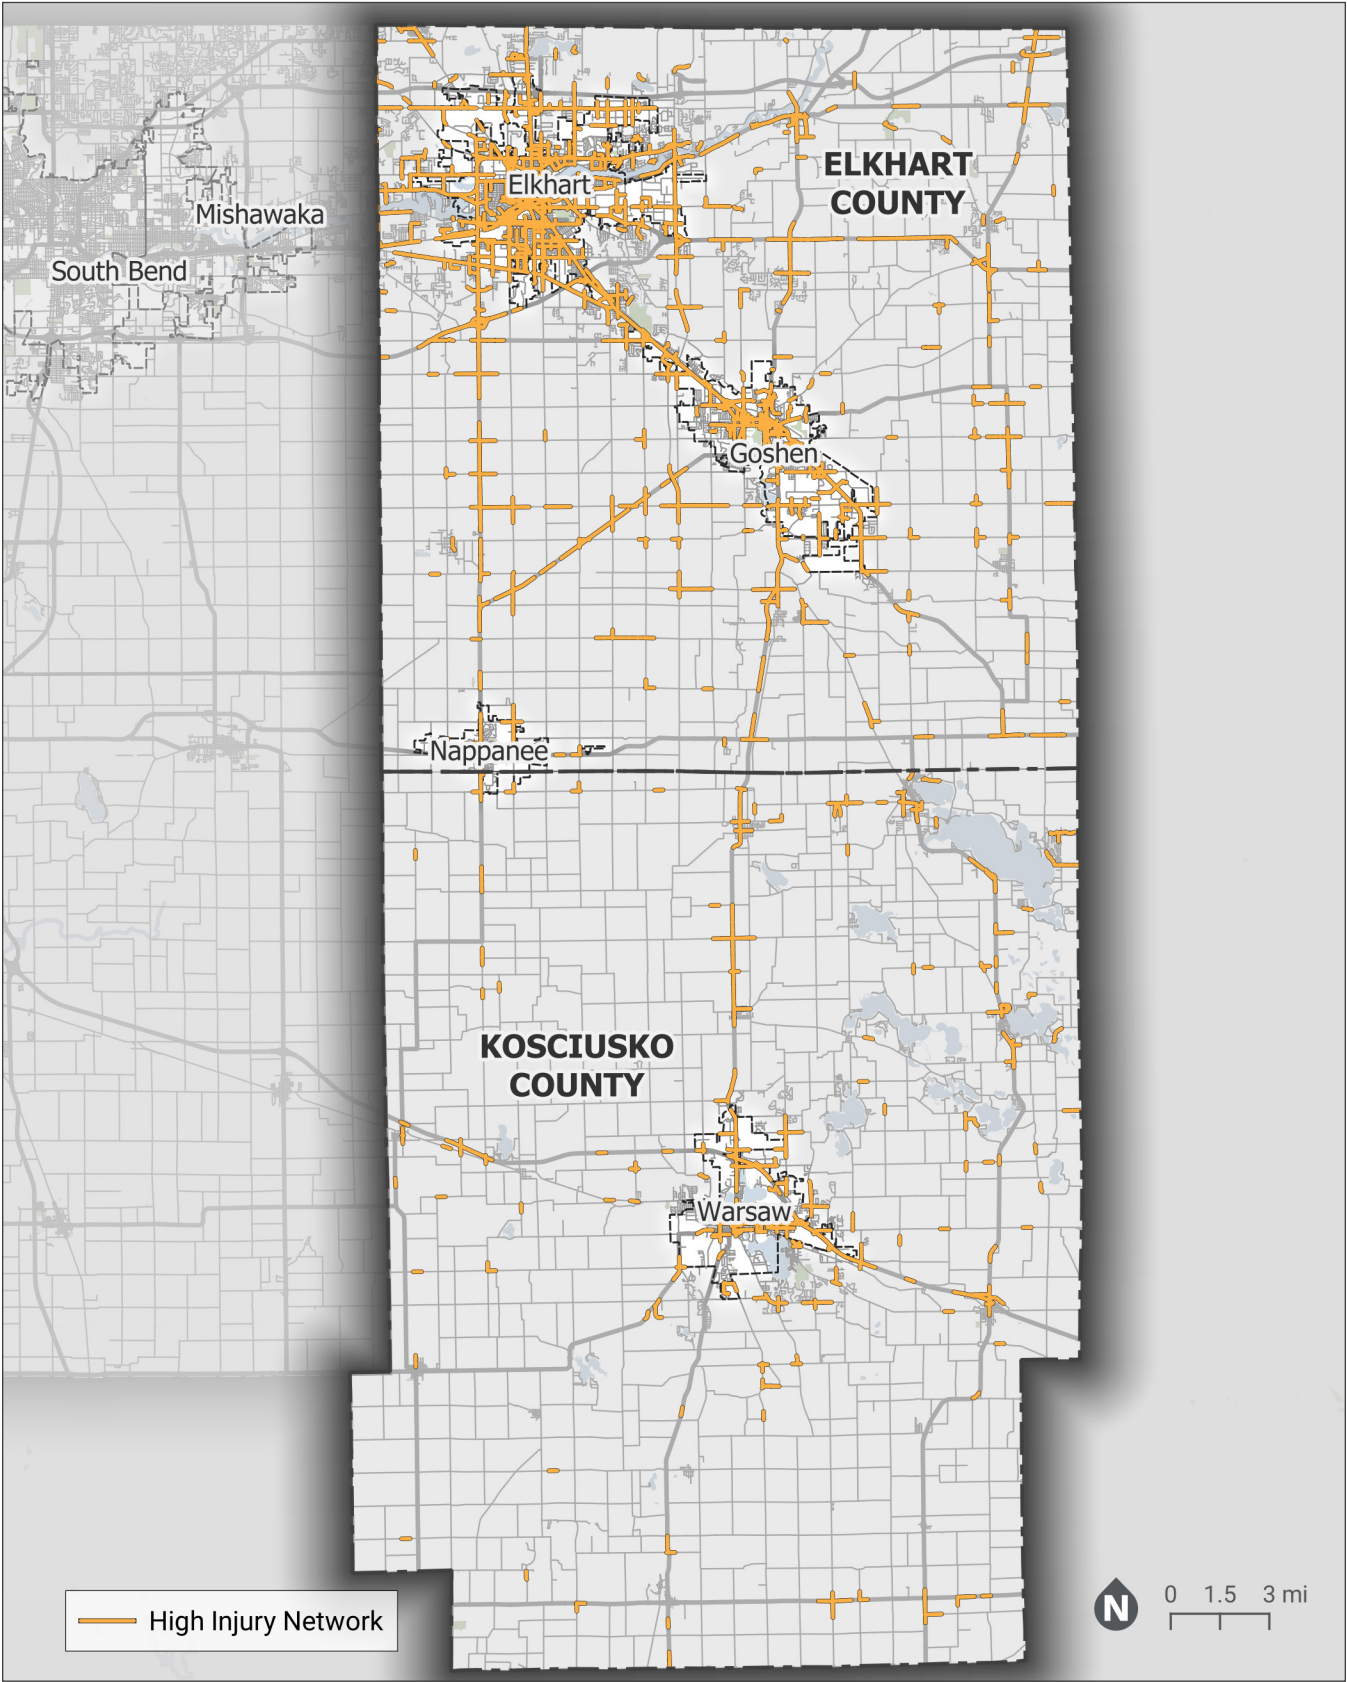 ELKHART
COUNTY
Elkhart
Mishawaka
South Bend
Goshen
Nappanee
KOSCIUSKO
COUNTY
Warsaw
High Injury Network
N
0 1.5 3 mi